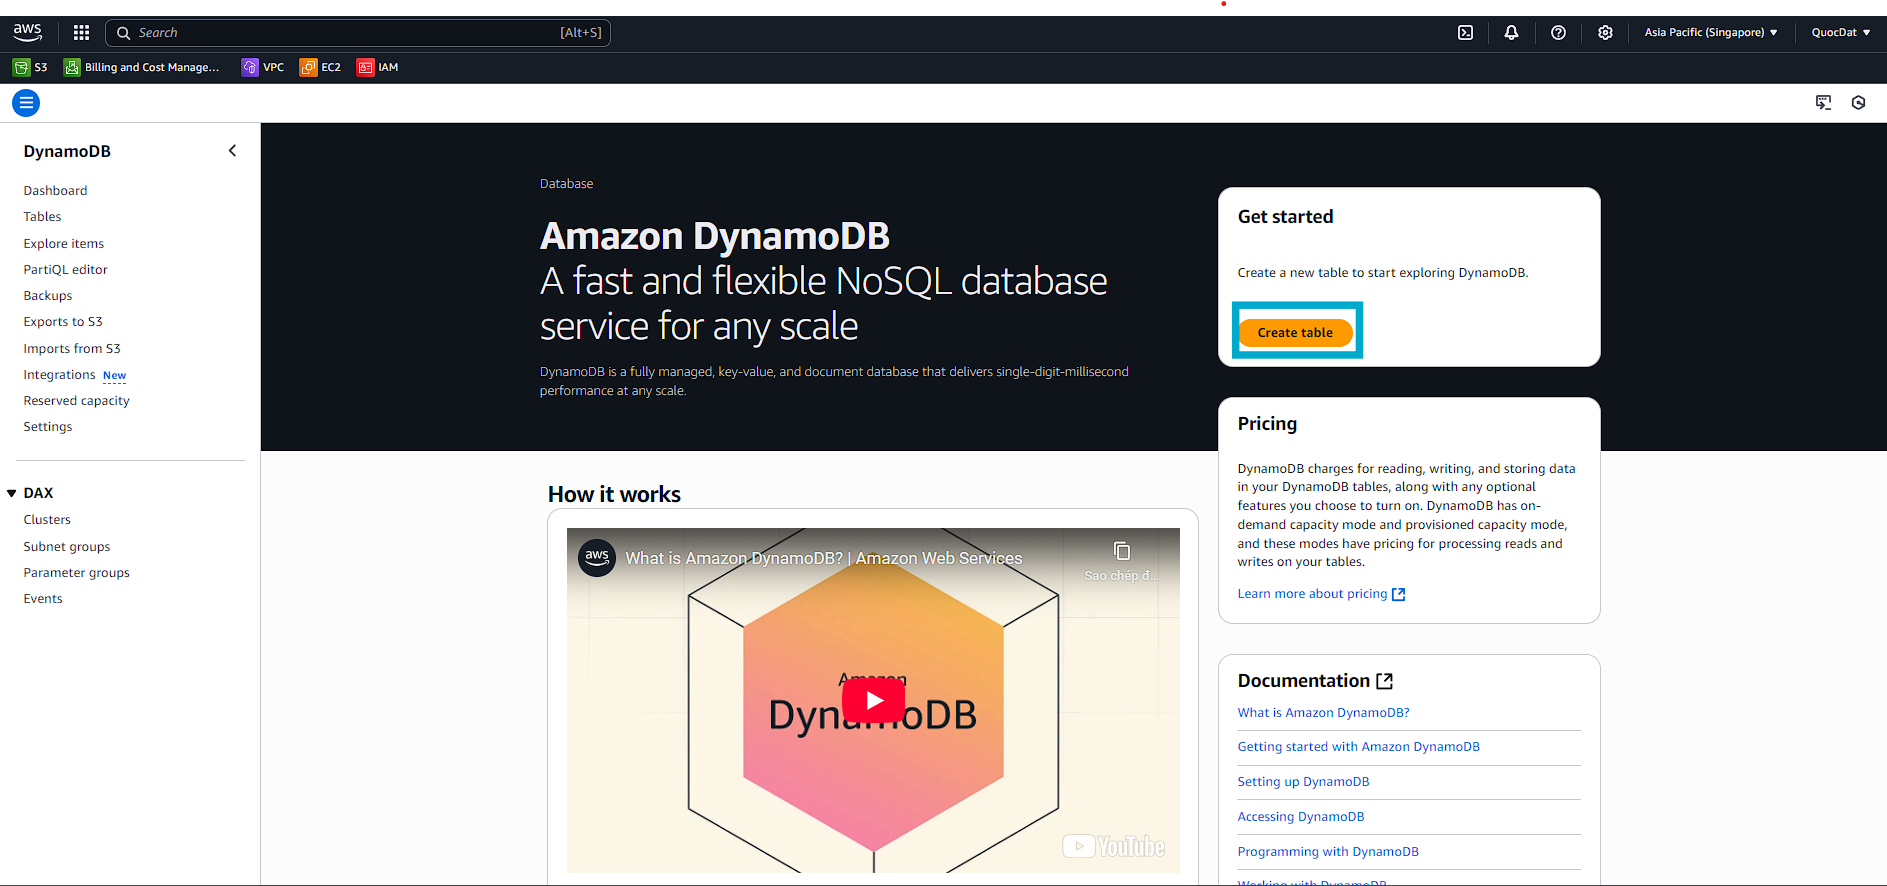 aws
Search
[Alt+S]
Asia Pacific (Singapore)
QuocDat
S3
Billing and Cost Manage...
VPC
EC2
IAM
DynamoDB
Dashboard
Tables
Explore items
PartiQL editor
Backups
Exports to S3
Imports from S3
Integrations New
Reserved capacity
Settings
DAX
Clusters
Subnet groups
Parameter groups
Events
Database
Amazon DynamoDB
A fast and flexible NoSQL database
service for any scale
DynamoDB is a fully managed, key-value, and document database that delivers single-digit-millisecond
performance at any scale.
Get started
Create a new table to start exploring DynamoDB.
Create table
Pricing
DynamoDB charges for reading, writing, and storing data
in your DynamoDB tables, along with any optional
features you choose to turn on. DynamoDB has on-
demand capacity mode and provisioned capacity mode,
and these modes have pricing for processing reads and
writes on your tables.
Learn more about pricing
How it works
aws
What is Amazon DynamoDB? | Amazon Web Services
Sao chép đ...
Amazon
DynamoDB
YouTube
Documentation
What is Amazon DynamoDB?
Getting started with Amazon DynamoDB
Setting up DynamoDB
Accessing DynamoDB
Programming with DynamoDB
Working with DynamoDB